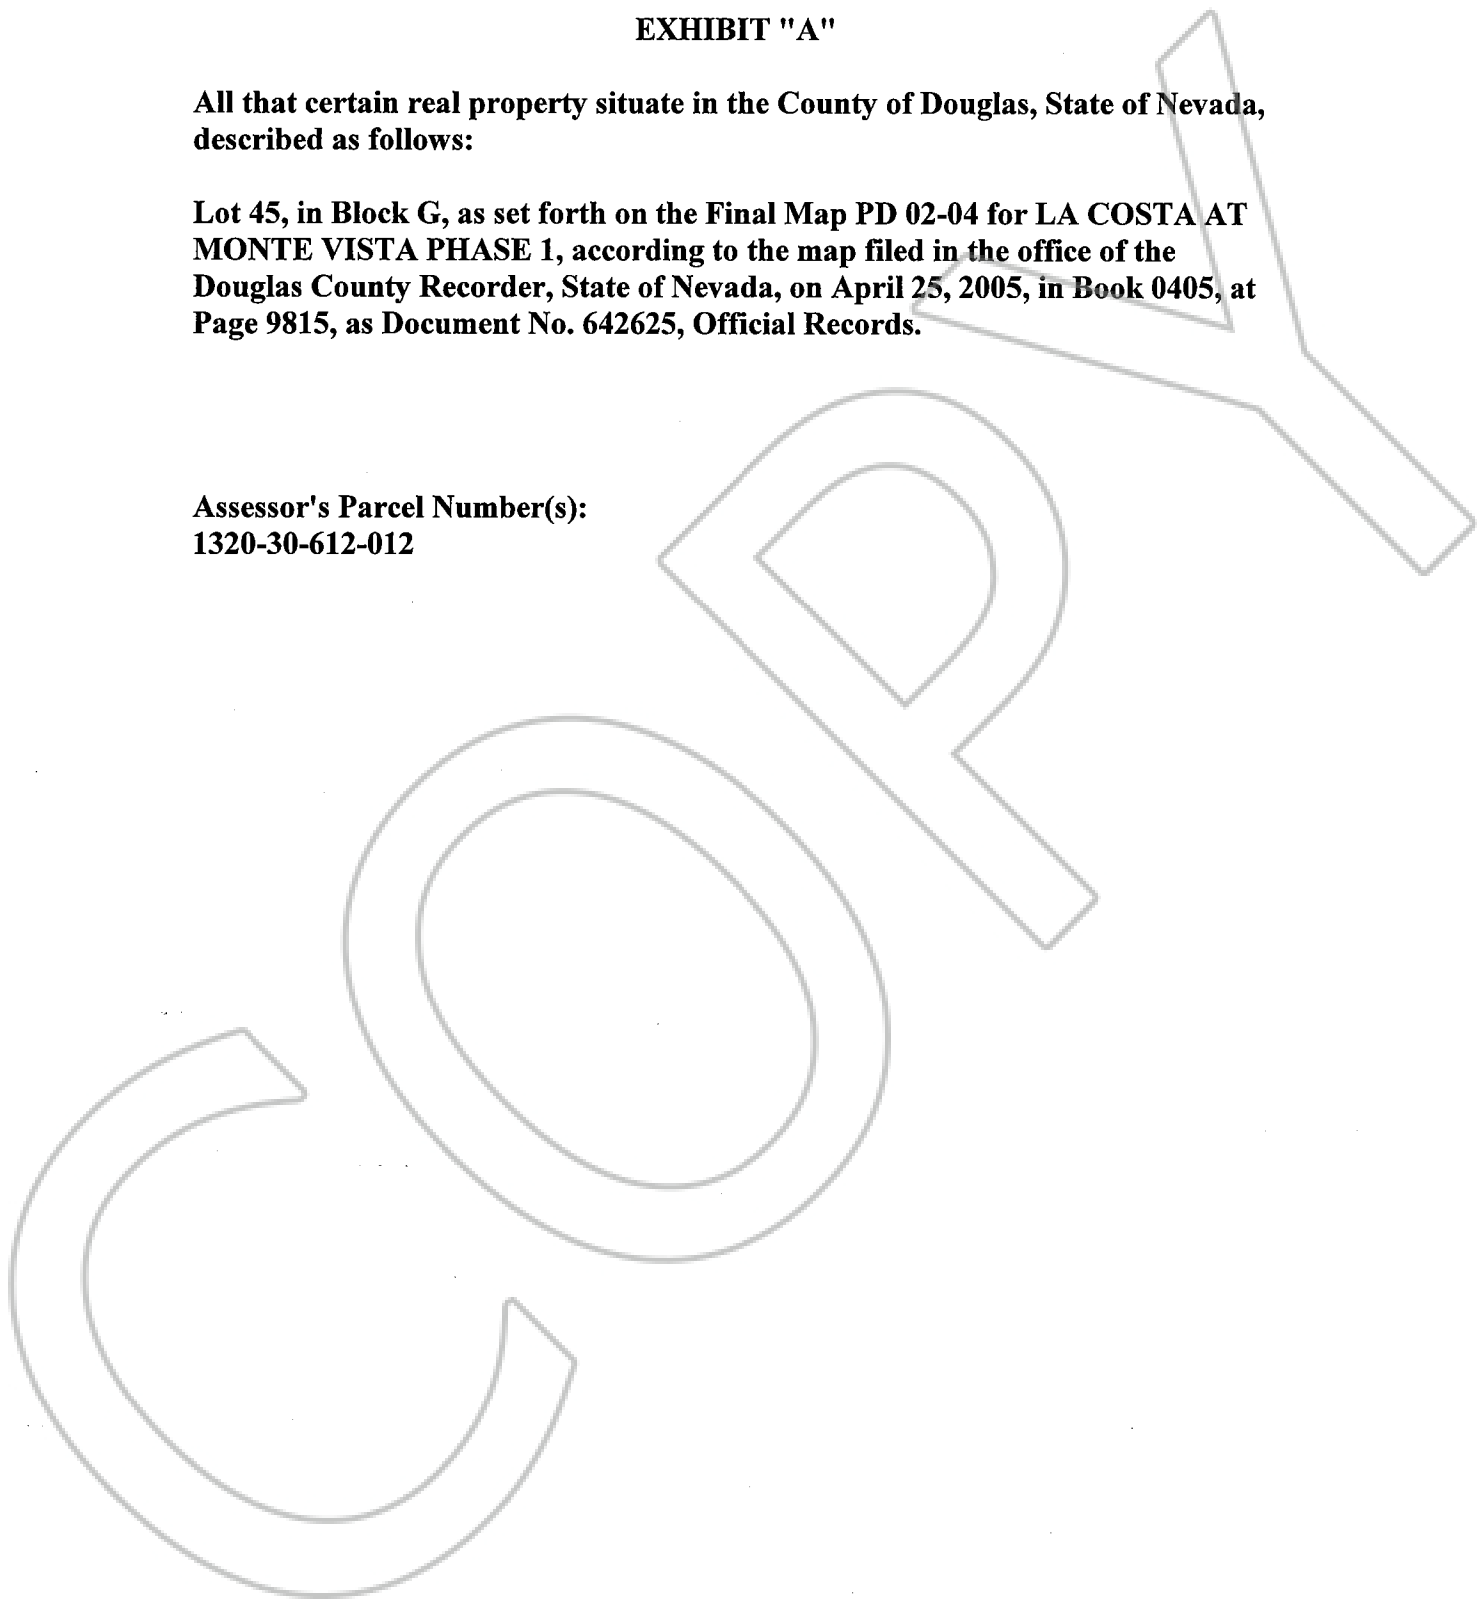 EXHIBIT "A"
All that certain real property situate in the County of Douglas, State of Nevada,
described as follows:
Lot 45, in Block G, as set forth on the Final Map PD 02-04 for LA COSTA AT
MONTE VISTA PHASE 1, according to the map filed in the office of the
Douglas County Recorder, State of Nevada, on April 25, 2005, in Book 0405, at
Page 9815, as Document No. 642625, Official Records.
Assessor's Parcel Number(s):
1320-30-612-012
COPY